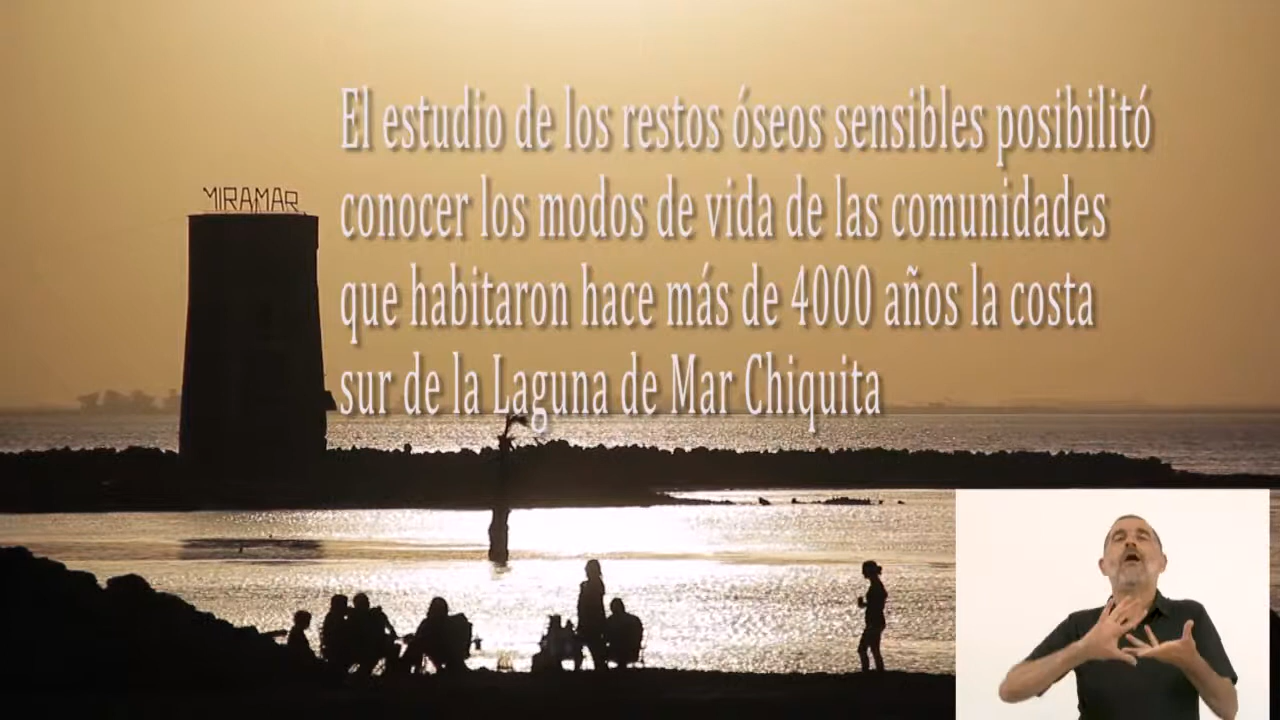 El estudio de los restos óseos sensibles posibilitó
conocer los modos de vida de las comunidades
que habitaron hace más de 4000 años la costa
sur de la Laguna de Mar Chiquita
MIRAMAR